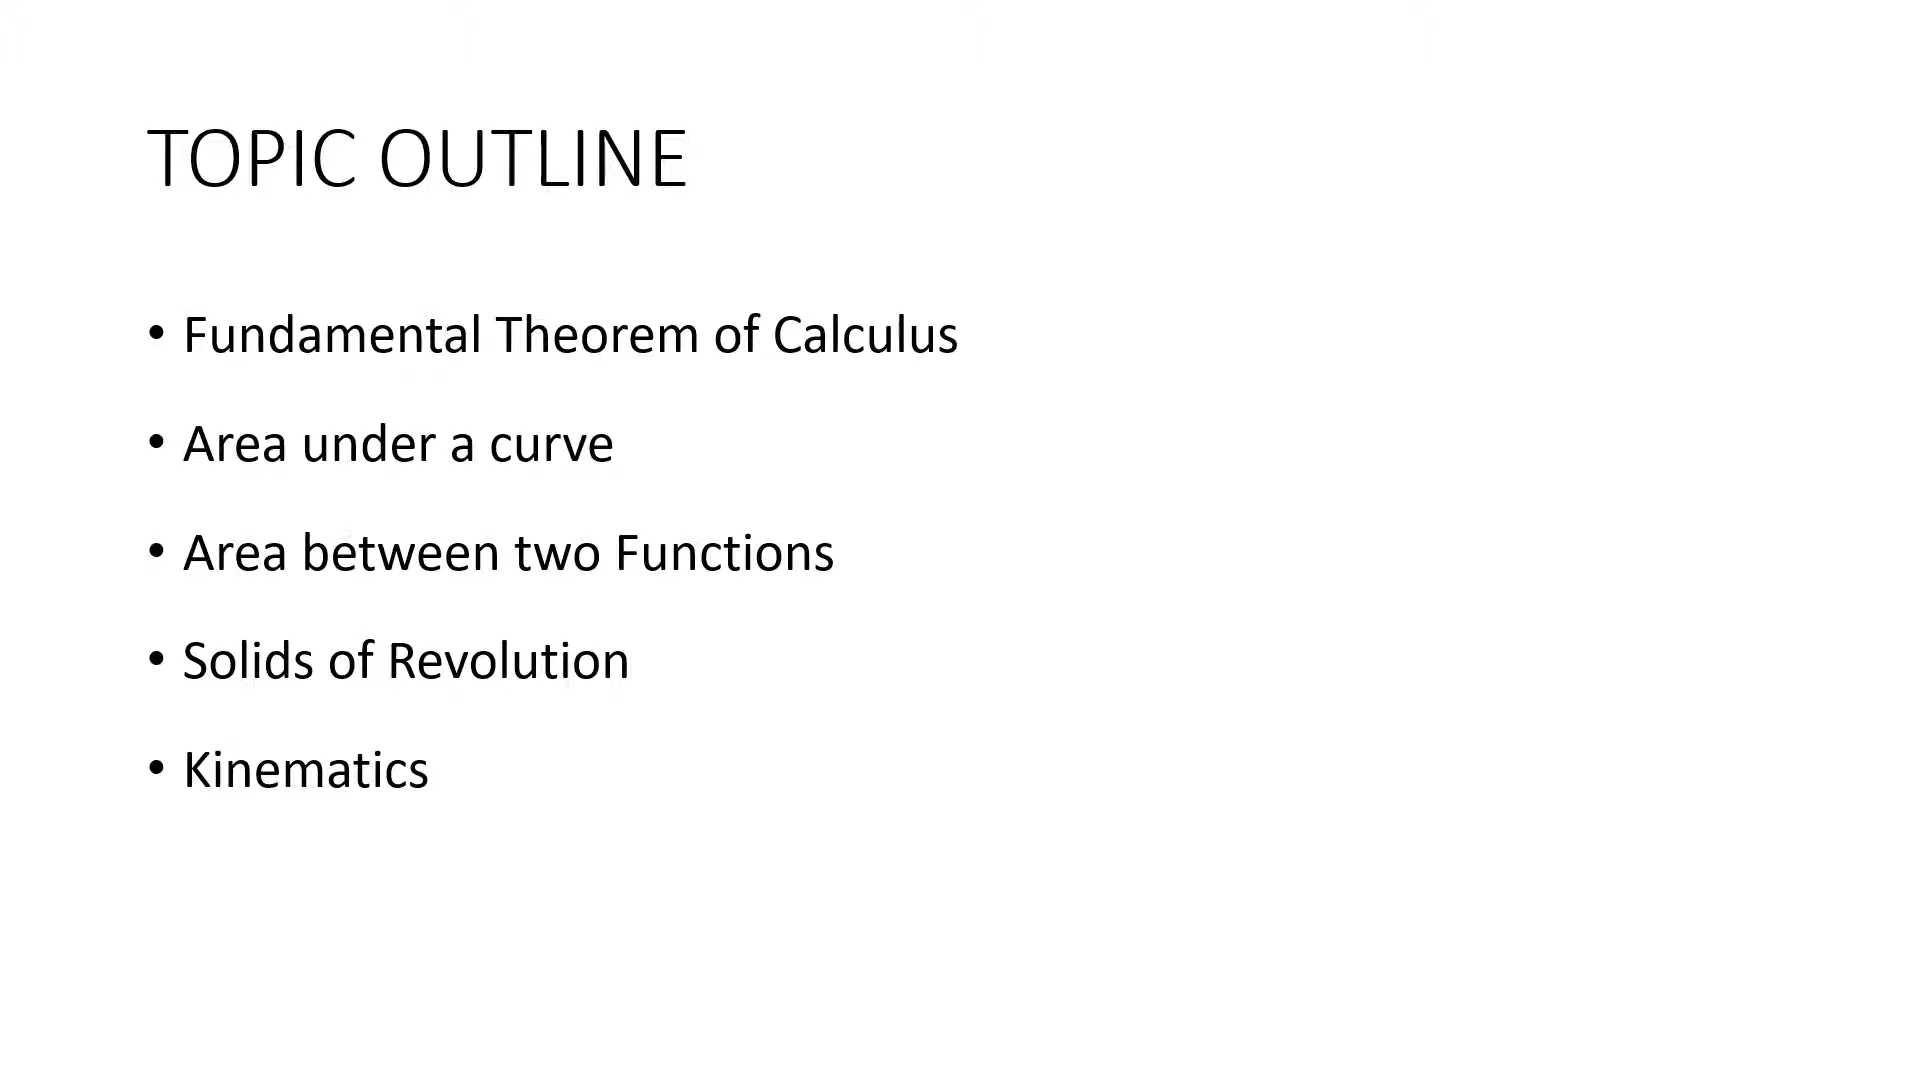 TOPIC OUTLINE
• Fundamental Theorem of Calculus
• Area under a curve
• Area between two Functions
• Solids of Revolution
• Kinematics